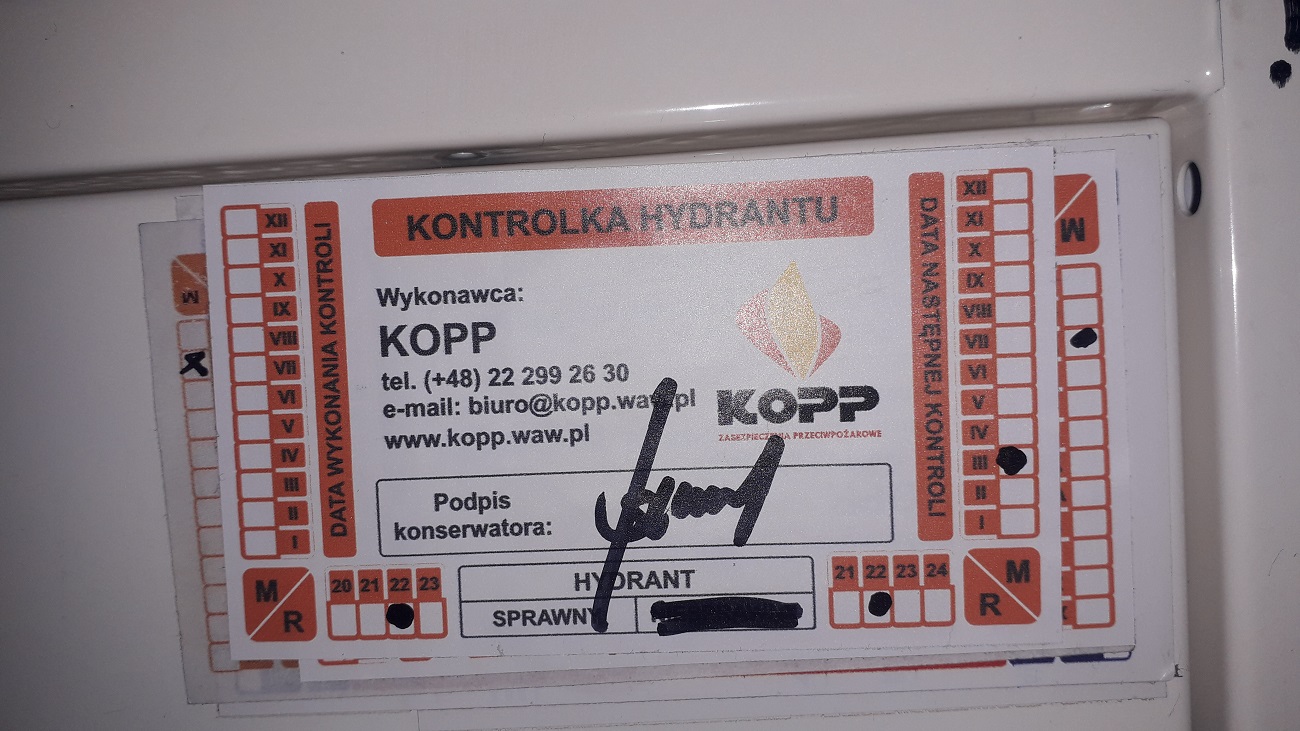 KONTROLKA HYDRANTU
Wykonawca:
KOPP
tel. (+48) 22 299 26 30
e-mail: biuro@kopp.waw.pl
www.kopp.waw.pl
KOPP
ZABEZPIECZENIA PRZECIWPOŻAROWE
Podpis
konserwatora:
HYDRANT
SPRAWNY
DATA WYKONANIA KONTROLI
XII
XI
X
IX
VIII
VII
VI
V
IV
III
II
I
M
R
20 21 22 23
DATA NASTĘPNEJ KONTROLI
XII
XI
X
IX
VIII
VII
VI
V
IV
III
II
I
21 22 23 24
M
R
M
M